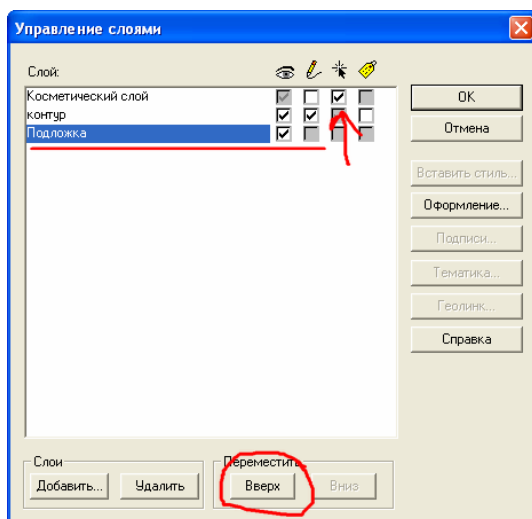 Управление слоями
Слой:
Косметический слой
контур
Подложка
OK
Отмена
Вставить стиль...
Оформление...
Подписи...
Тематика...
Геолинк...
Справка
Слои
Добавить...
Удалить
Переместить
Вверх
Вниз